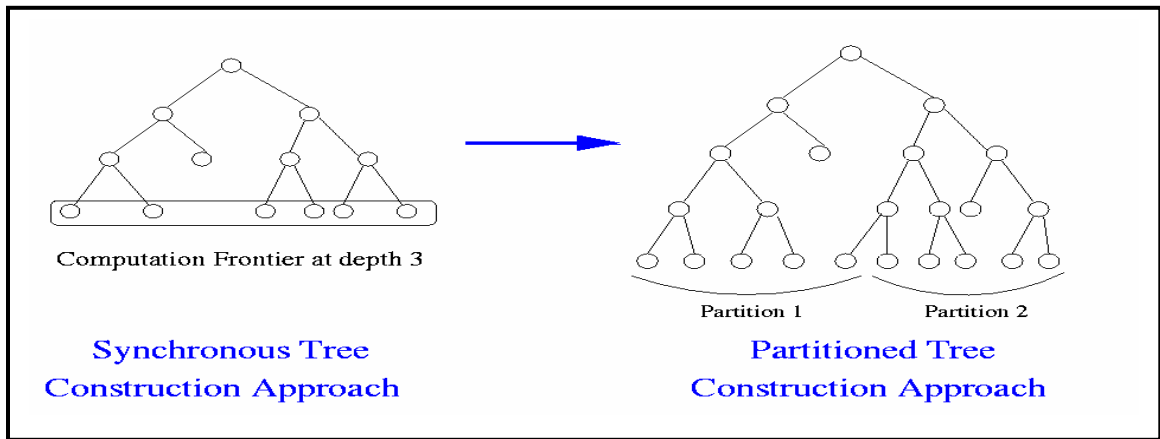 Computation Frontier at depth 3
Synchronous Tree
Construction Approach
Partition 1
Partition 2
Partitioned Tree
Construction Approach